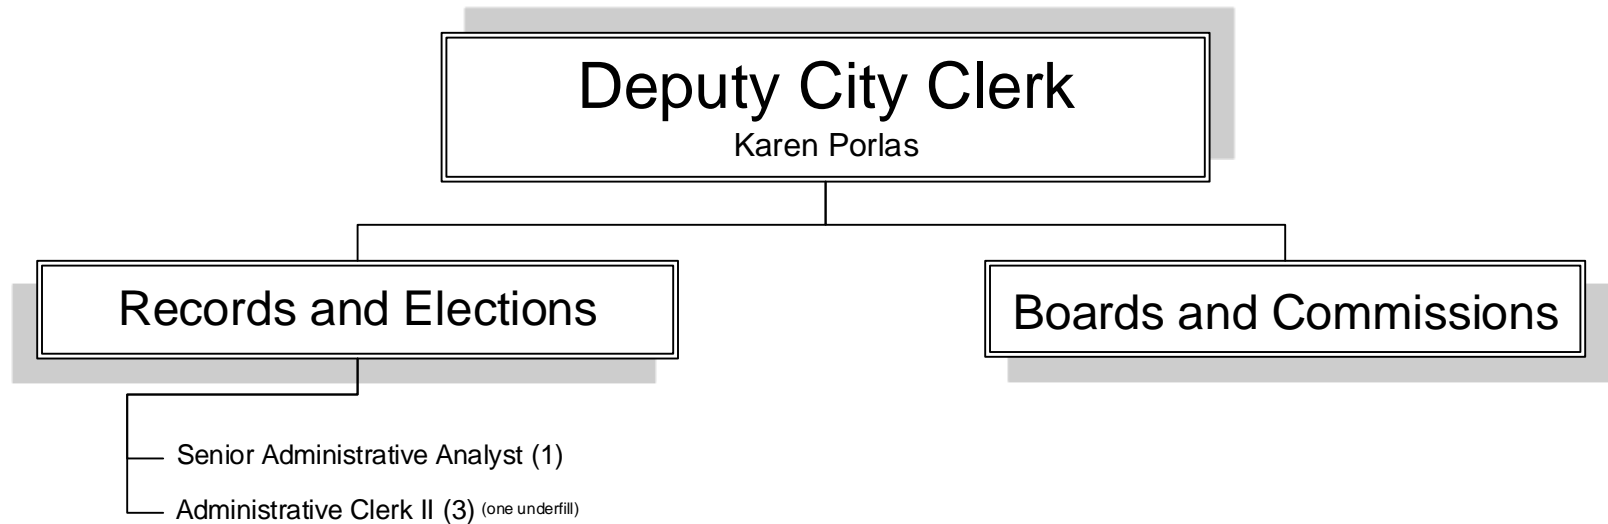 Deputy City Clerk
Karen Porlas
Records and Elections
Boards and Commissions
Senior Administrative Analyst (1)
Administrative Clerk II (3) (one underfill)